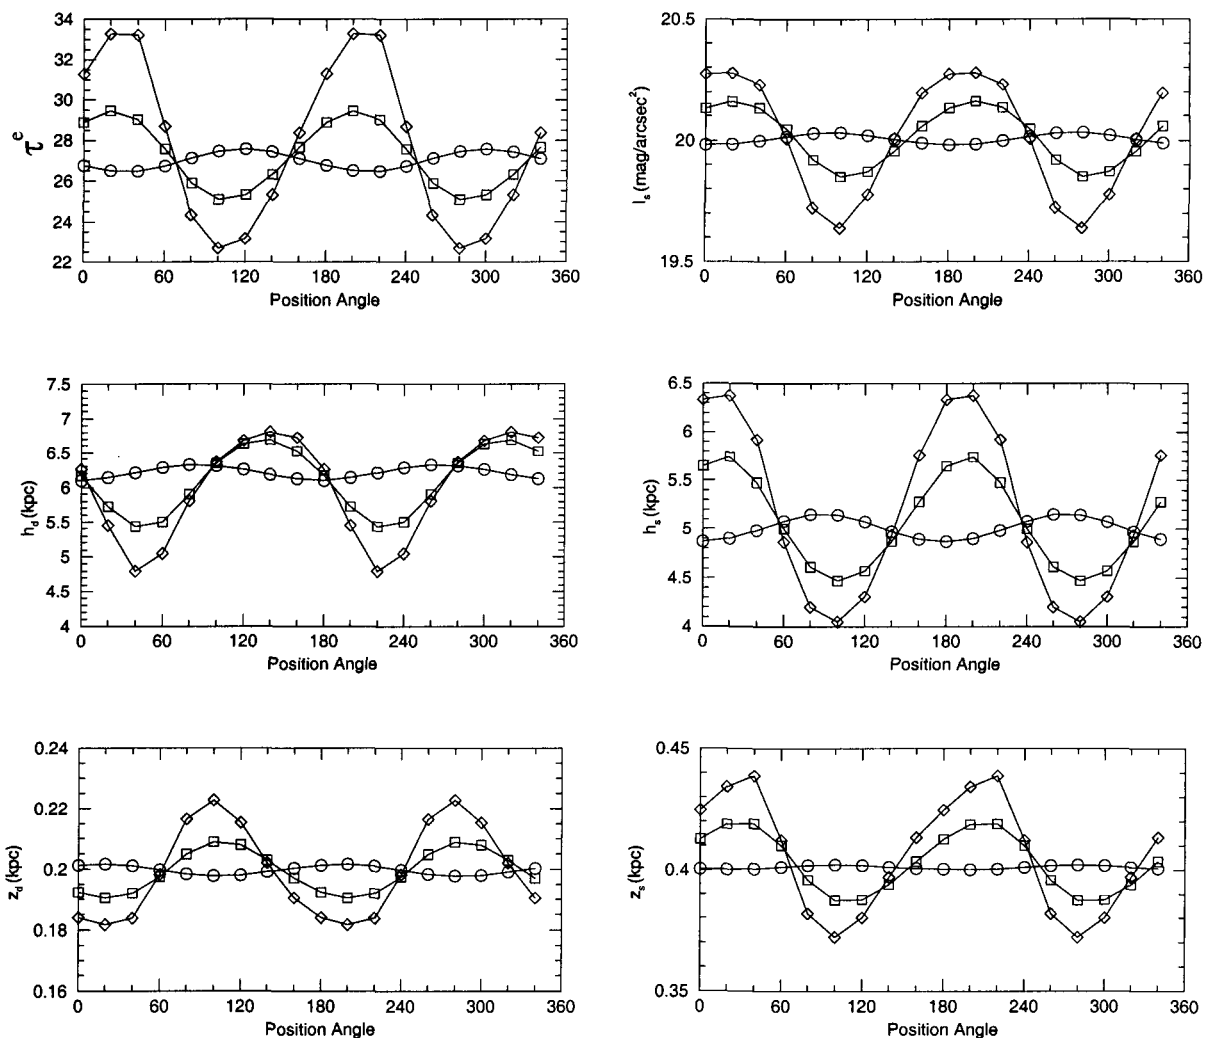 34
32
30
28
26
24
22
τᵉ
0 60 120 180 240 300 360
Position Angle
20.5
20.0
19.5
I_s (mag/arcsec²)
0 60 120 180 240 300 360
Position Angle
7.5
7
6.5
6
5.5
5
4.5
4
h_d (kpc)
0 60 120 180 240 300 360
Position Angle
6.5
6
5.5
5
4.5
4
h_s (kpc)
0 60 120 180 240 300 360
Position Angle
0.24
0.22
0.20
0.18
0.16
z_d (kpc)
0 60 120 180 240 300 360
Position Angle
0.45
0.40
0.35
z_s (kpc)
0 60 120 180 240 300 360
Position Angle